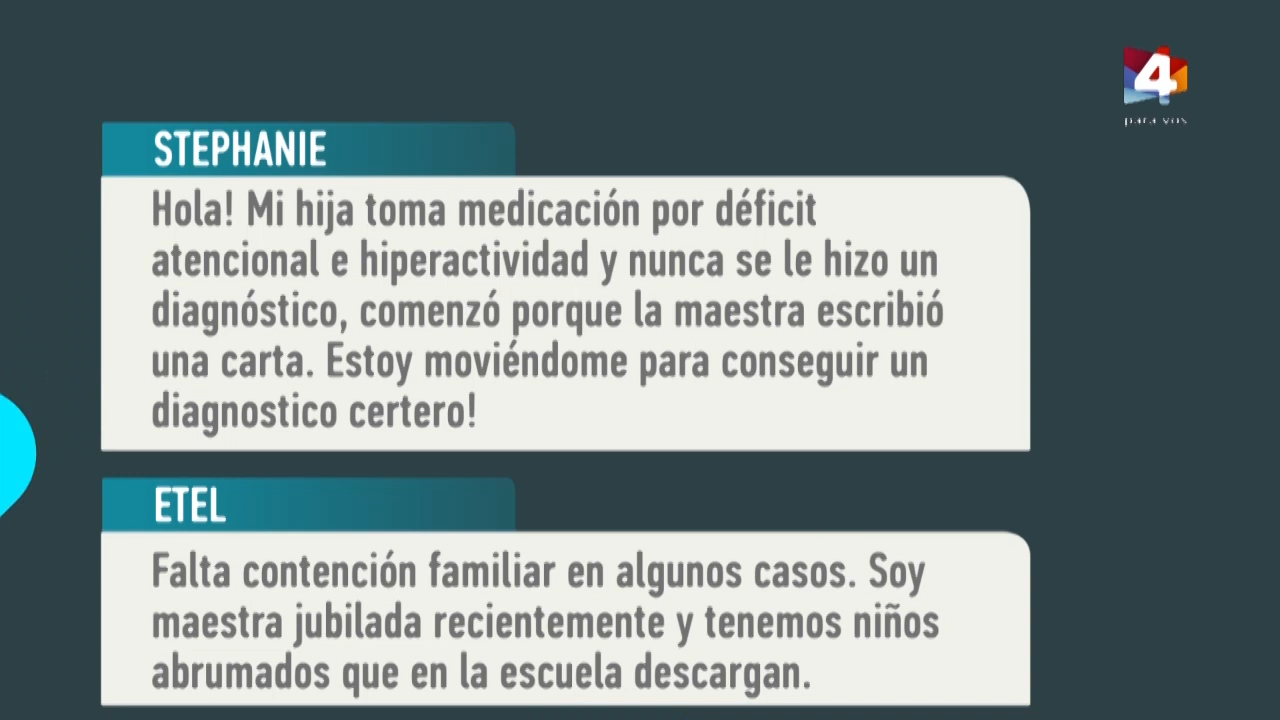 4
para vos
STEPHANIE
Hola! Mi hija toma medicación por déficit
atencional e hiperactividad y nunca se le hizo un
diagnóstico, comenzó porque la maestra escribió
una carta. Estoy moviéndome para conseguir un
diagnostico certero!
ETEL
Falta contención familiar en algunos casos. Soy
maestra jubilada recientemente y tenemos niños
abrumados que en la escuela descargan.